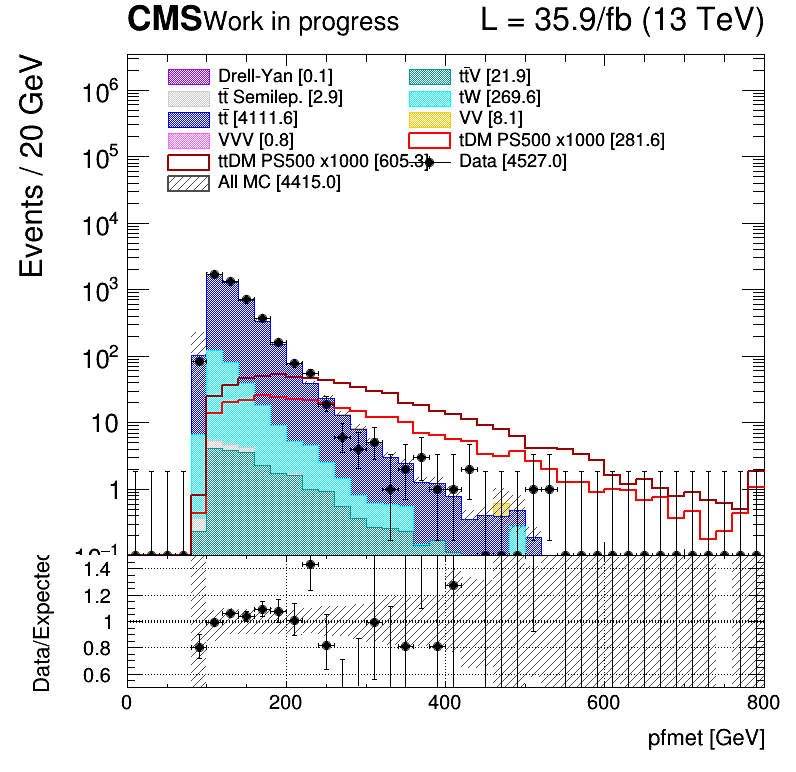 CMS Work in progress L = 35.9/fb (13 TeV)
Events / 20 GeV
Drell-Yan [0.1]
tt̄ Semilep. [2.9]
tt̄ [4111.6]
VVV [0.8]
ttDM PS500 x1000 [605.3]
All MC [4415.0]
tt̄V [21.9]
tW [269.6]
VV [8.1]
tDM PS500 x1000 [281.6]
Data [4527.0]
10⁶
10⁵
10⁴
10³
10²
10
1
10⁻¹
Data/Expected
1.4
1.2
1
0.8
0.6
0 200 400 600 800
pfmet [GeV]